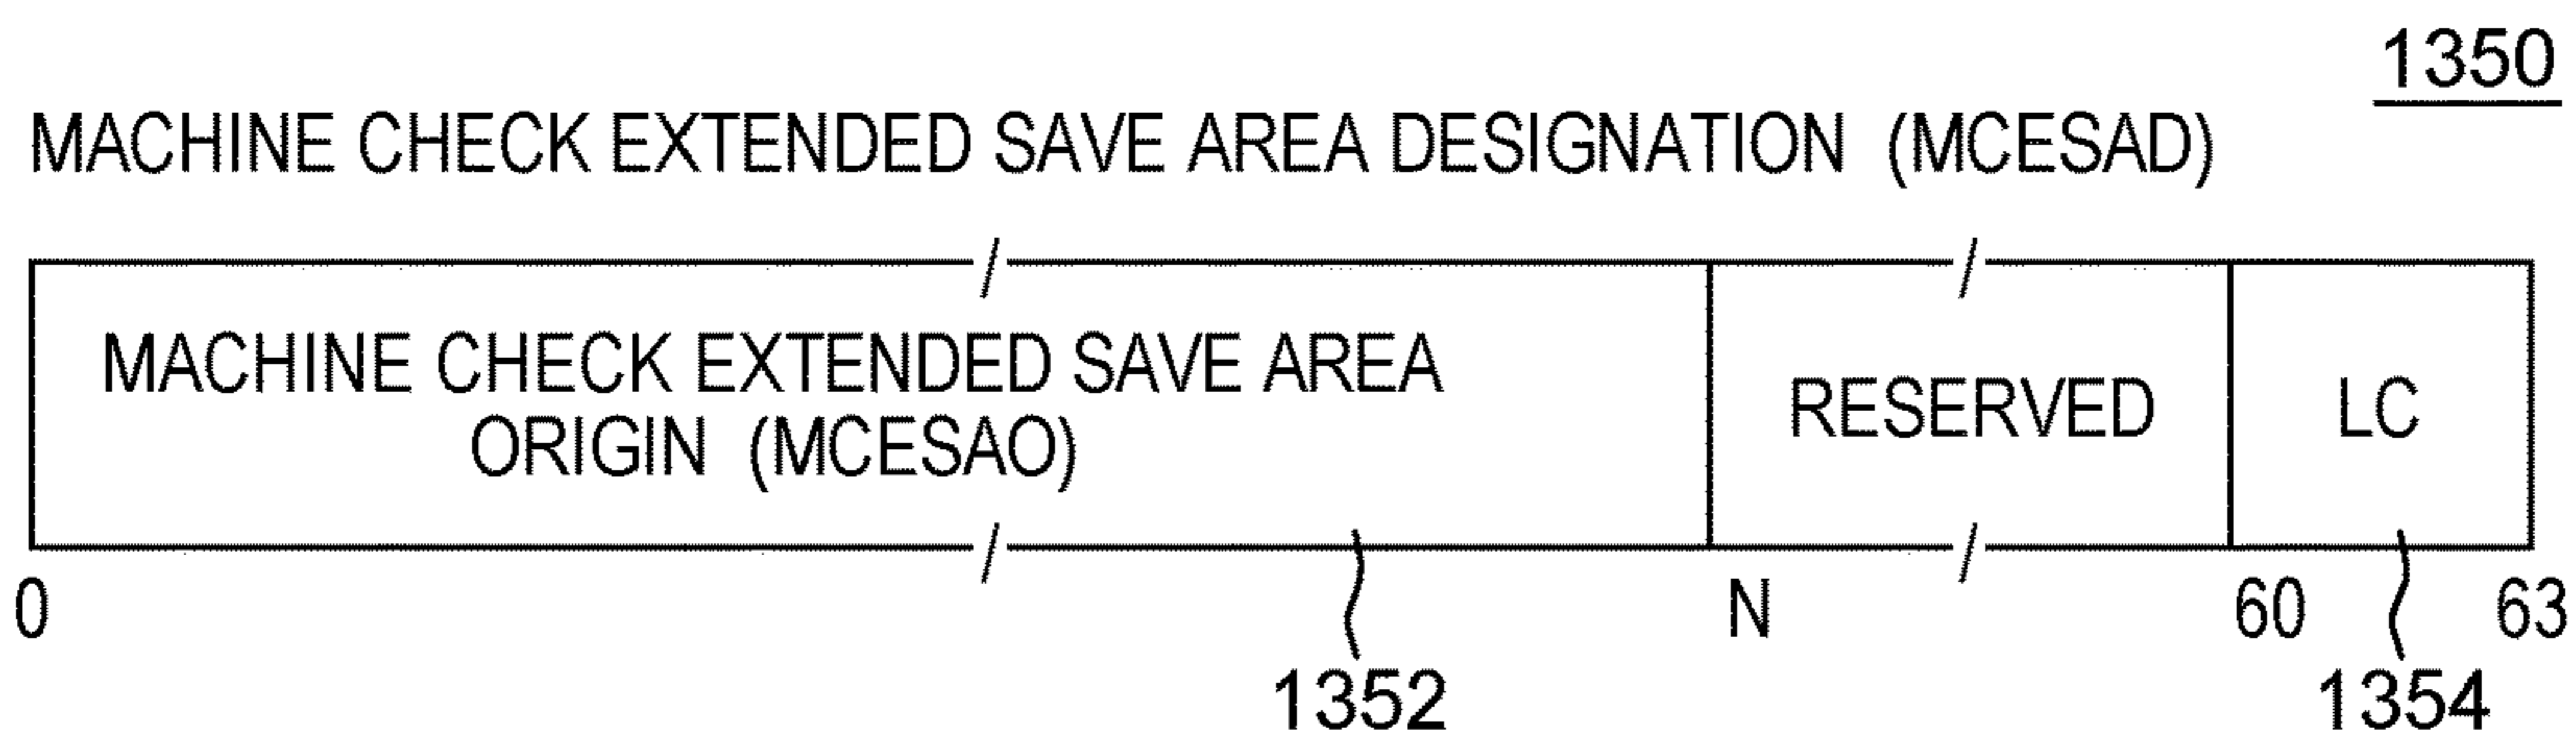 1350
MACHINE CHECK EXTENDED SAVE AREA DESIGNATION (MCESAD)
MACHINE CHECK EXTENDED SAVE AREA
ORIGIN (MCESAO)
RESERVED
LC
0
N
60
63
1352
1354